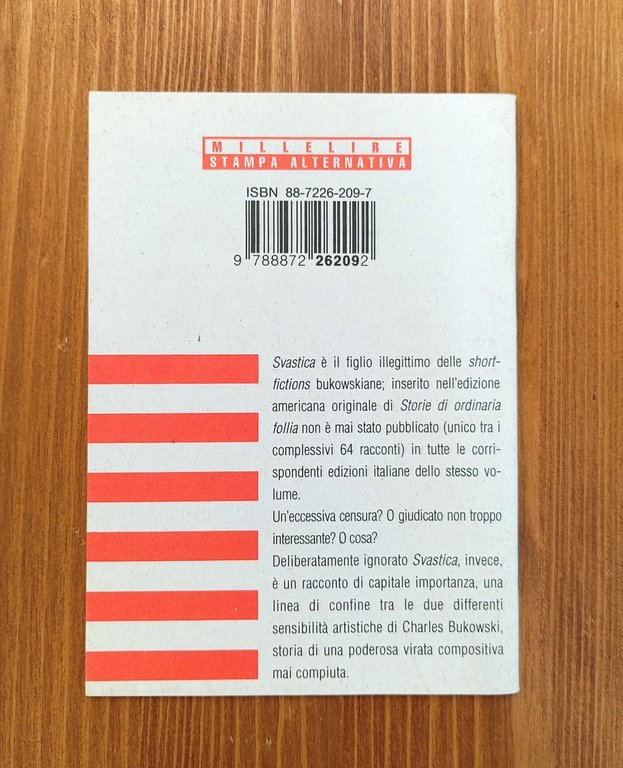 MILLELIRE
STAMPA ALTERNATIVA
ISBN 88-7226-209-7
9 788872 262092
Svastica è il figlio illegittimo delle short-
fictions bukowskiane; inserito nell'edizione
americana originale di Storie di ordinaria
follia non è mai stato pubblicato (unico tra i
complessivi 64 racconti) in tutte le corri-
spondenti edizioni italiane dello stesso vo-
lume.
Un'eccessiva censura? O giudicato non troppo
interessante? O cosa?
Deliberatamente ignorato Svastica, invece,
è un racconto di capitale importanza, una
linea di confine tra le due differenti
sensibilità artistiche di Charles Bukowski,
storia di una poderosa virata compositiva
mai compiuta.